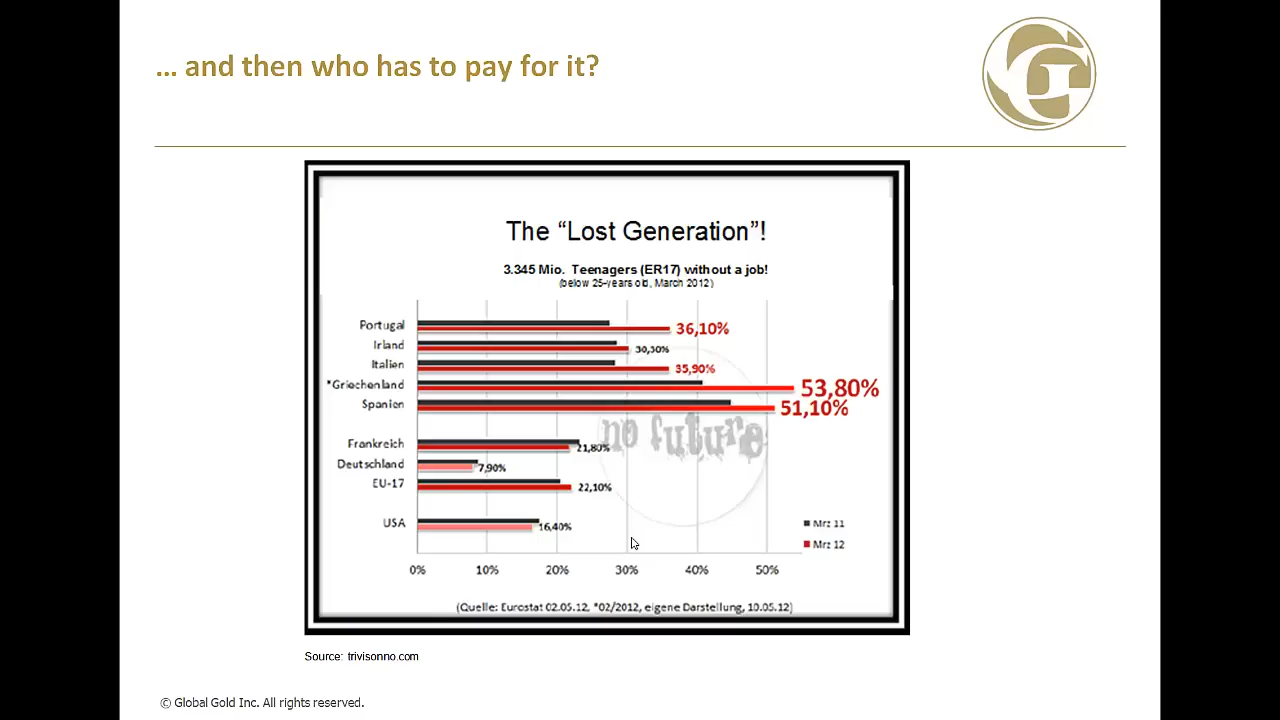 ... and then who has to pay for it?
The “Lost Generation”!
3.345 Mio. Teenagers (ER17) without a job!
(below 25-years old, March 2012)
Portugal 36,10%
Irland 30,30%
Italien 35,90%
*Griechenland 53,80%
Spanien 51,10%
no future
Frankreich 21,80%
Deutschland 7,90%
EU-17 22,10%
USA 16,40%
Mrz 11
Mrz 12
0% 10% 20% 30% 40% 50%
(Quelle: Eurostat 02.05.12, *02/2012, eigene Darstellung, 10.05.12)
Source: trivisonno.com
© Global Gold Inc. All rights reserved.